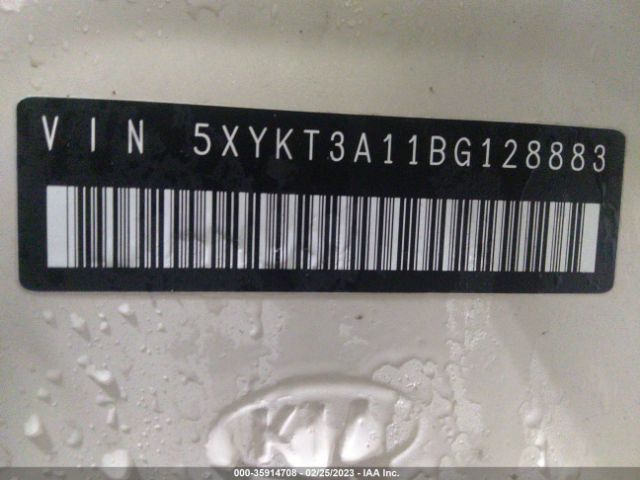 VIN 5XYKT3A11BG128883
KIA
000-35914708 - 02/25/2023 - IAA Inc.